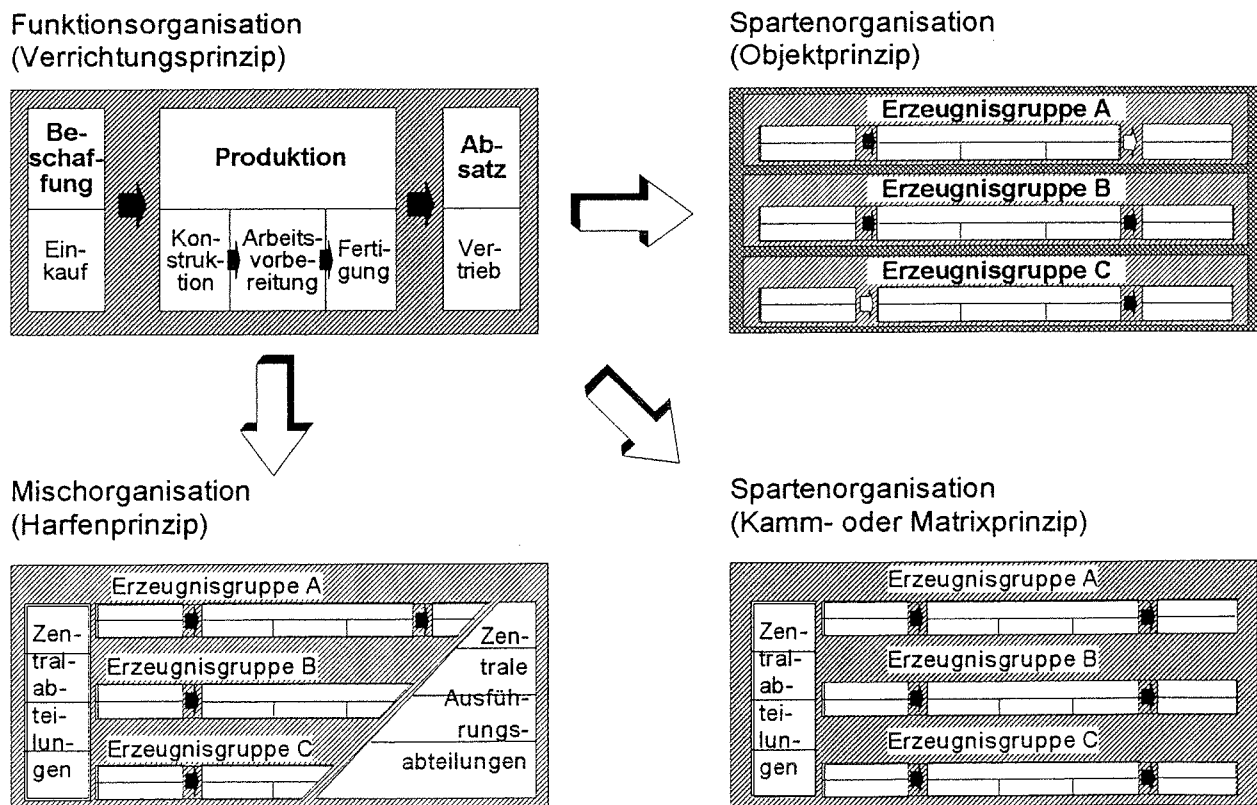 Funktionsorganisation
(Verrichtungsprinzip)
Be-
schaf-
fung
Ein-
kauf
Produktion
Kon-
struk-
tion
Arbeits-
vorbe-
reitung
Ferti-
gung
Ab-
satz
Ver-
trieb
Spartenorganisation
(Objektprinzip)
Erzeugnisgruppe A
Erzeugnisgruppe B
Erzeugnisgruppe C
Mischorganisation
(Harfenprinzip)
Erzeugnisgruppe A
Erzeugnisgruppe B
Erzeugnisgruppe C
Zen-
tral-
ab-
tei-
lun-
gen
Zen-
trale
Ausfüh-
rungs-
abteilungen
Spartenorganisation
(Kamm- oder Matrixprinzip)
Erzeugnisgruppe A
Erzeugnisgruppe B
Erzeugnisgruppe C
Zen-
tral-
ab-
tei-
lun-
gen